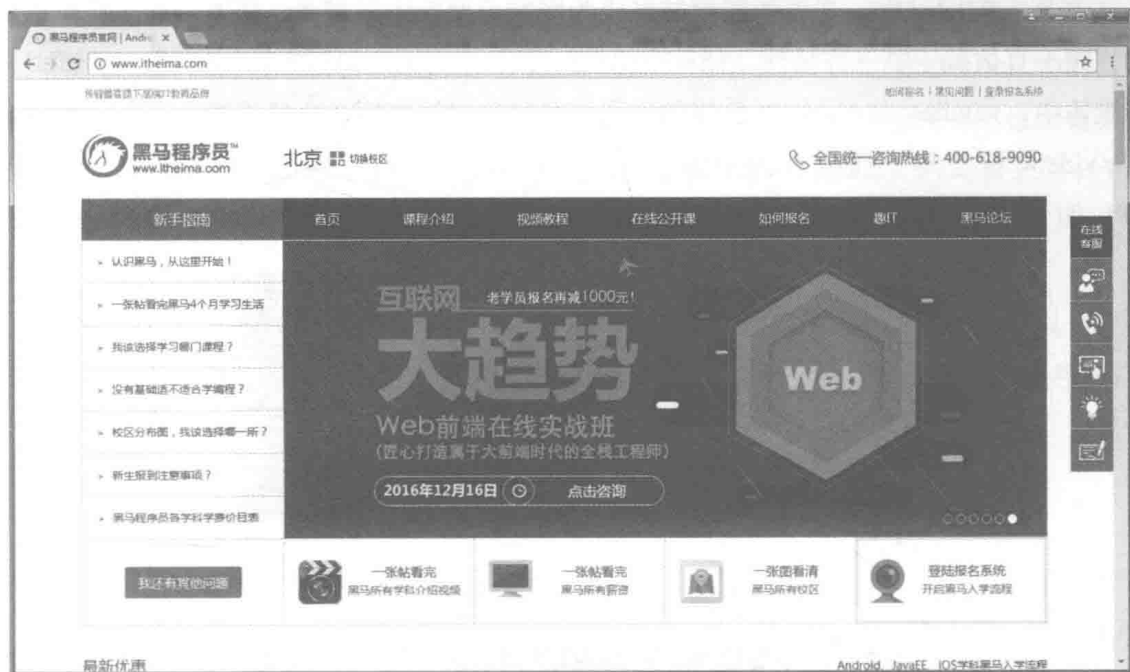 黑马程序员官网 | Andr
www.itheima.com
如何报名 | 常见问题 | 登录报名系统
黑马程序员™
www.itheima.com
北京 切换校区
全国统一咨询热线：400-618-9090
新手指南 首页 课程介绍 视频教程 在线公开课 如何报名 趣IT 黑马论坛
在线
客服
» 认识黑马，从这里开始！
» 一张帖看完黑马4个月学习生活
» 我该选择学习哪门课程？
» 没有基础适不适合学编程？
» 校区分布图，我该选择哪一所？
» 新生报到注意事项？
» 黑马程序员各学科学费价目表
互联网 老学员报名再减1000元！
大趋势
Web
Web前端在线实战班
(匠心打造属于大前端时代的全栈工程师)
2016年12月16日 点击咨询
我还有其他问题
一张帖看完
黑马所有学科介绍视频
一张帖看完
黑马所有薪资
一张图看清
黑马所有校区
登陆报名系统
开启黑马入学流程
最新优惠
Android、JavaEE、iOS学科黑马入学流程